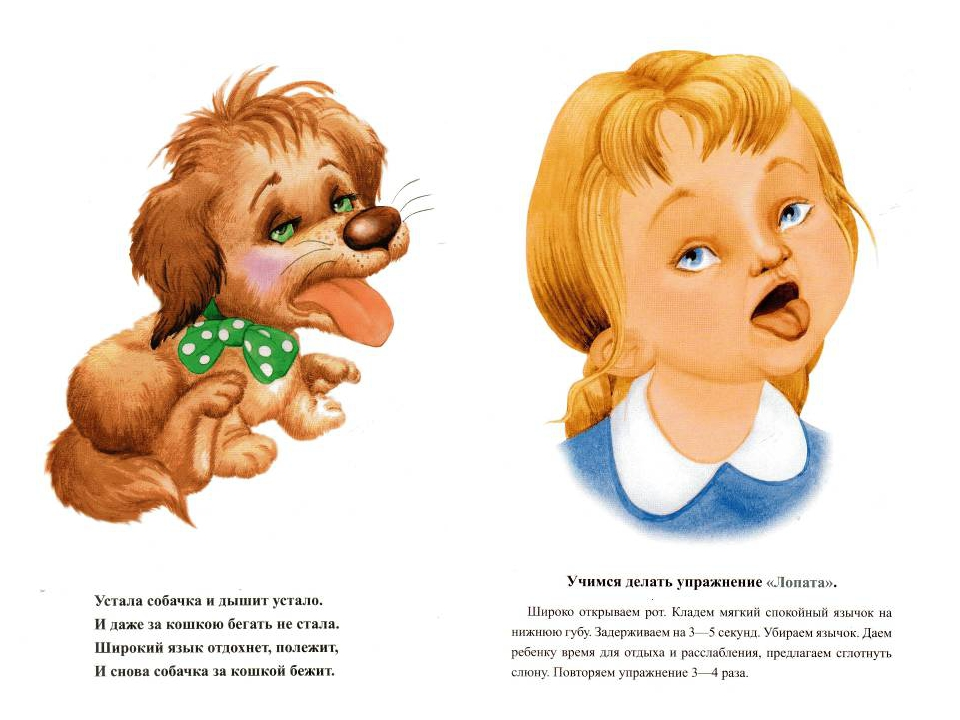 Устала собачка и дышит устало.
И даже за кошкою бегать не стала.
Широкий язык отдохнет, полежит,
И снова собачка за кошкой бежит.
Учимся делать упражнение «Лопата».
Широко открываем рот. Кладем мягкий спокойный язычок на
нижнюю губу. Задерживаем на 3—5 секунд. Убираем язычок. Даем
ребенку время для отдыха и расслабления, предлагаем сглотнуть
слюну. Повторяем упражнение 3—4 раза.